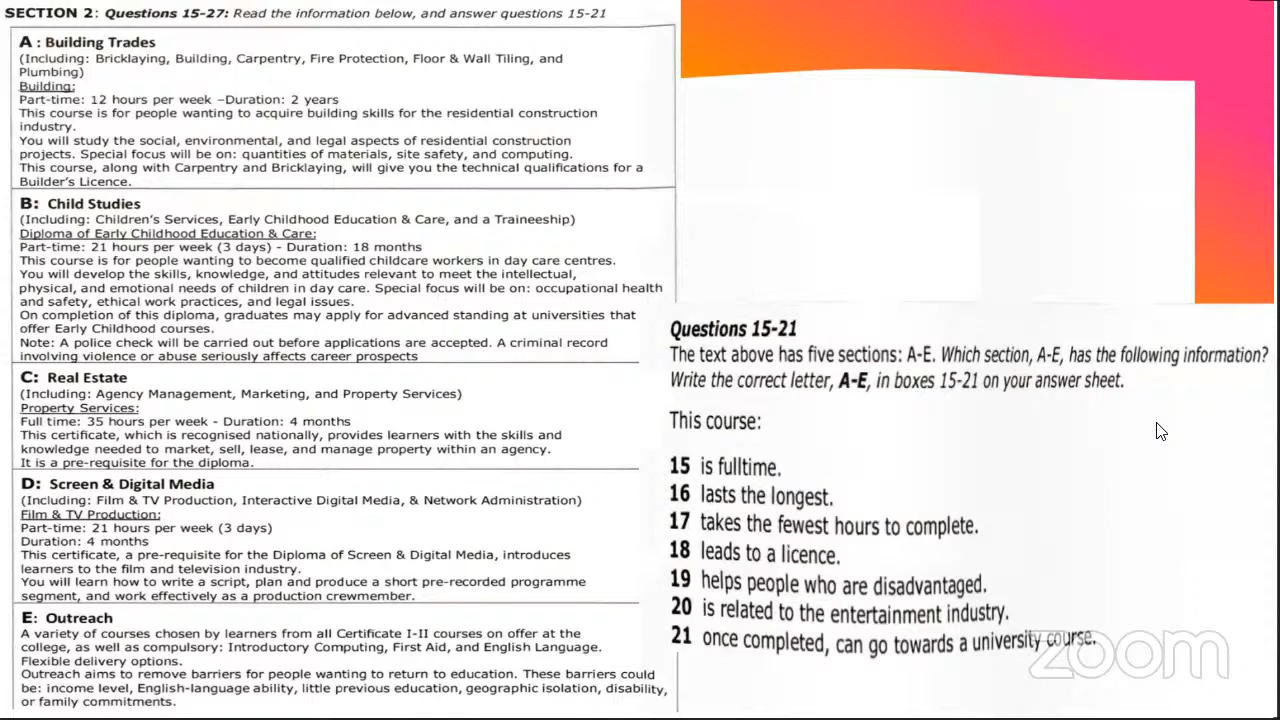 SECTION 2: Questions 15-27: Read the information below, and answer questions 15-21
A : Building Trades
(Including: Bricklaying, Building, Carpentry, Fire Protection, Floor & Wall Tiling, and
Plumbing)
Building:
Part-time: 12 hours per week –Duration: 2 years
This course is for people wanting to acquire building skills for the residential construction
industry.
You will study the social, environmental, and legal aspects of residential construction
projects. Special focus will be on: quantities of materials, site safety, and computing.
This course, along with Carpentry and Bricklaying, will give you the technical qualifications for a
Builder's Licence.
B: Child Studies
(Including: Children's Services, Early Childhood Education & Care, and a Traineeship)
Diploma of Early Childhood Education & Care:
Part-time: 21 hours per week (3 days) - Duration: 18 months
This course is for people wanting to become qualified childcare workers in day care centres.
You will develop the skills, knowledge, and attitudes relevant to meet the intellectual,
physical, and emotional needs of children in day care. Special focus will be on: occupational health
and safety, ethical work practices, and legal issues.
On completion of this diploma, graduates may apply for advanced standing at universities that
offer Early Childhood courses.
Note: A police check will be carried out before applications are accepted. A criminal record
involving violence or abuse seriously affects career prospects
C: Real Estate
(Including: Agency Management, Marketing, and Property Services)
Property Services:
Full time: 35 hours per week - Duration: 4 months
This certificate, which is recognised nationally, provides learners with the skills and
knowledge needed to market, sell, lease, and manage property within an agency.
It is a pre-requisite for the diploma.
D: Screen & Digital Media
(Including: Film & TV Production, Interactive Digital Media, & Network Administration)
Film & TV Production:
Part-time: 21 hours per week (3 days)
Duration: 4 months
This certificate, a pre-requisite for the Diploma of Screen & Digital Media, introduces
learners to the film and television industry.
You will learn how to write a script, plan and produce a short pre-recorded programme
segment, and work effectively as a production crewmember.
E: Outreach
A variety of courses chosen by learners from all Certificate I-II courses on offer at the
college, as well as compulsory: Introductory Computing, First Aid, and English Language.
Flexible delivery options.
Outreach aims to remove barriers for people wanting to return to education. These barriers could
be: income level, English-language ability, little previous education, geographic isolation, disability,
or family commitments.
Questions 15-21
The text above has five sections: A-E. Which section, A-E, has the following information?
Write the correct letter, A-E, in boxes 15-21 on your answer sheet.
This course:
15 is fulltime.
16 lasts the longest.
17 takes the fewest hours to complete.
18 leads to a licence.
19 helps people who are disadvantaged.
20 is related to the entertainment industry.
21 once completed, can go towards a university course.
zoom